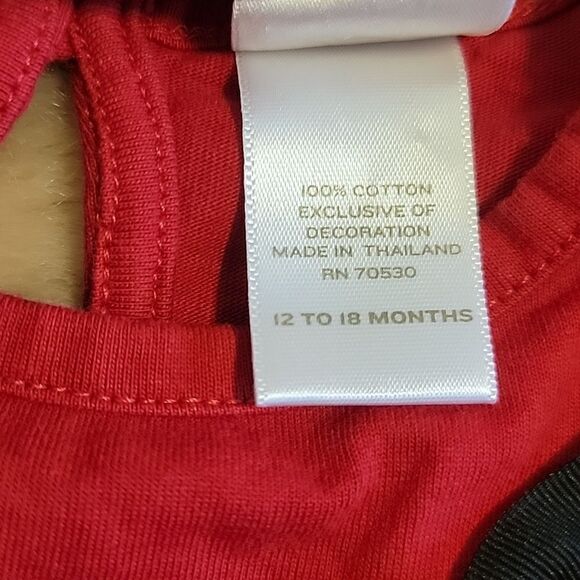 100% COTTON
EXCLUSIVE OF
DECORATION
MADE IN THAILAND
RN 70530
12 TO 18 MONTHS